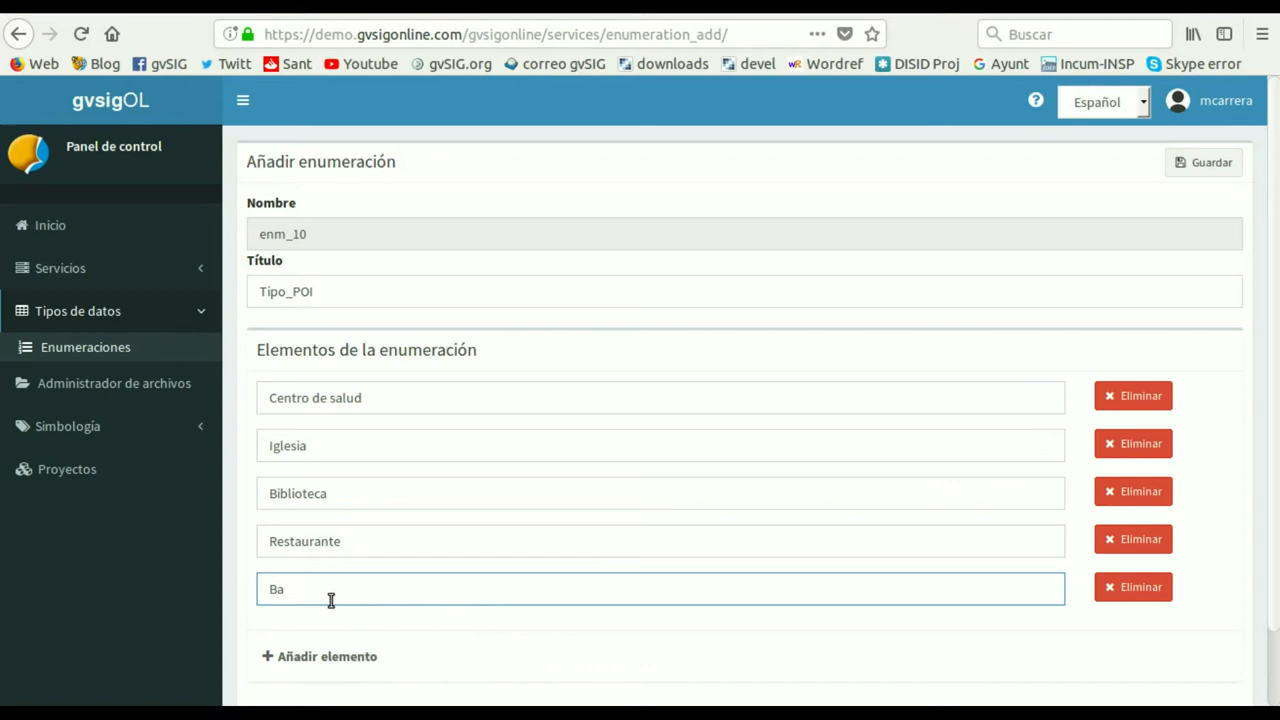 https://demo.gvsigonline.com/gvsigonline/services/enumeration_add/
Buscar
Web Blog gvSIG Twitt Sant Youtube gvSIG.org correo gvSIG downloads devel Wordref DISID Proj Ayunt Incum-INSP Skype error
gvsigOL
Español
mcarrera
Panel de control
Inicio
Servicios
Tipos de datos
Enumeraciones
Administrador de archivos
Simbología
Proyectos
Añadir enumeración
Guardar
Nombre
enm_10
Título
Tipo_POI
Elementos de la enumeración
Centro de salud Eliminar
Iglesia Eliminar
Biblioteca Eliminar
Restaurante Eliminar
Ba Eliminar
+ Añadir elemento